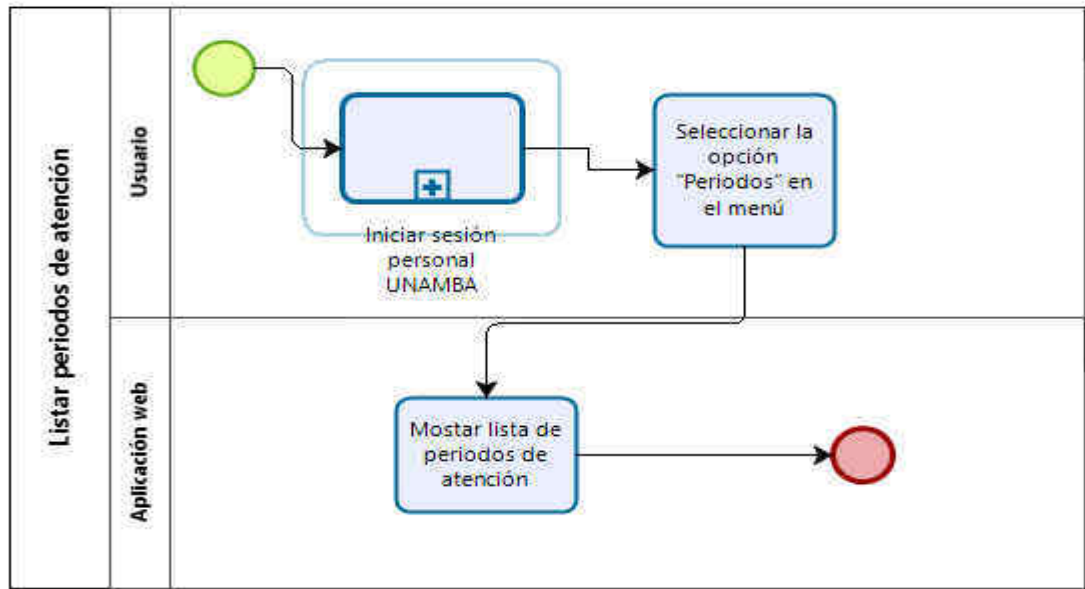 Listar periodos de atención
Usuario
Iniciar sesión
personal
UNAMBA
Seleccionar la
opción
"Periodos" en
el menú
Aplicación web
Mostar lista de
periodos de
atención